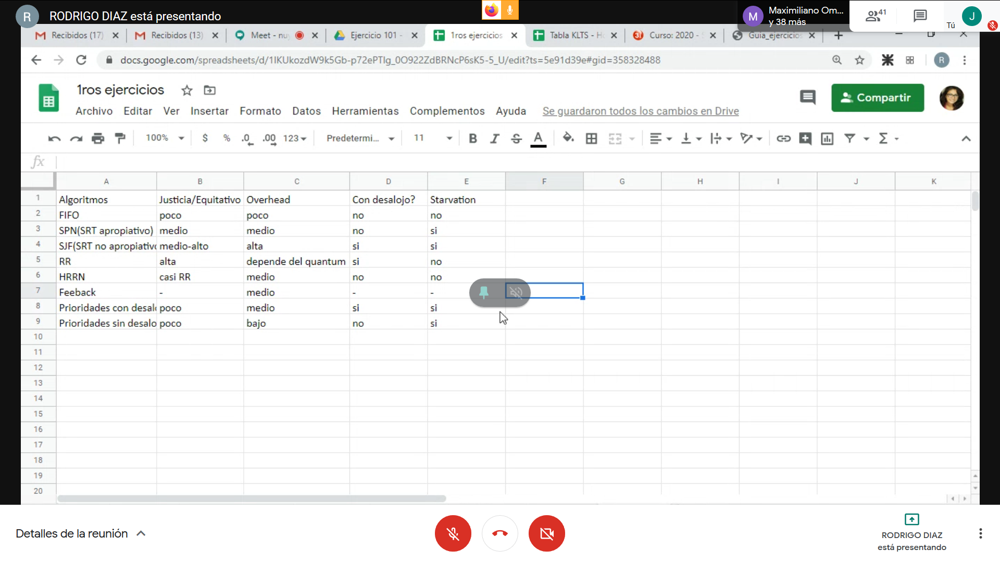 R RODRIGO DIAZ está presentando
M Maximiliano Om...
y 38 más
41
Tú
J
Recibidos (17)
Recibidos (13)
Meet - nuy
Ejercicio 101 -
1ros ejercicios
Tabla KLTS - Ho
Curso: 2020 -
Guia_ejercicios
docs.google.com/spreadsheets/d/1IKUkozdW9k5Gb-p72ePTIg_0O922ZdBRNcP6sK5-5_U/edit?ts=5e91d39e#gid=358328488
R
1ros ejercicios
Compartir
Archivo Editar Ver Insertar Formato Datos Herramientas Complementos Ayuda Se guardaron todos los cambios en Drive
100% $ % .0 .00 123 Predetermi... 11 B I S A
fx
A B C D E F G H I J K
1 Algoritmos Justicia/Equitativo Overhead Con desalojo? Starvation
2 FIFO poco poco no no
3 SPN(SRT apropiativo) medio medio no si
4 SJF(SRT no apropiativo medio-alto alta si si
5 RR alta depende del quantum si no
6 HRRN casi RR medio no no
7 Feeback - medio - -
8 Prioridades con desalo poco medio si si
9 Prioridades sin desalo poco bajo no si
10
11
12
13
14
15
16
17
18
19
20
Detalles de la reunión
RODRIGO DIAZ
está presentando